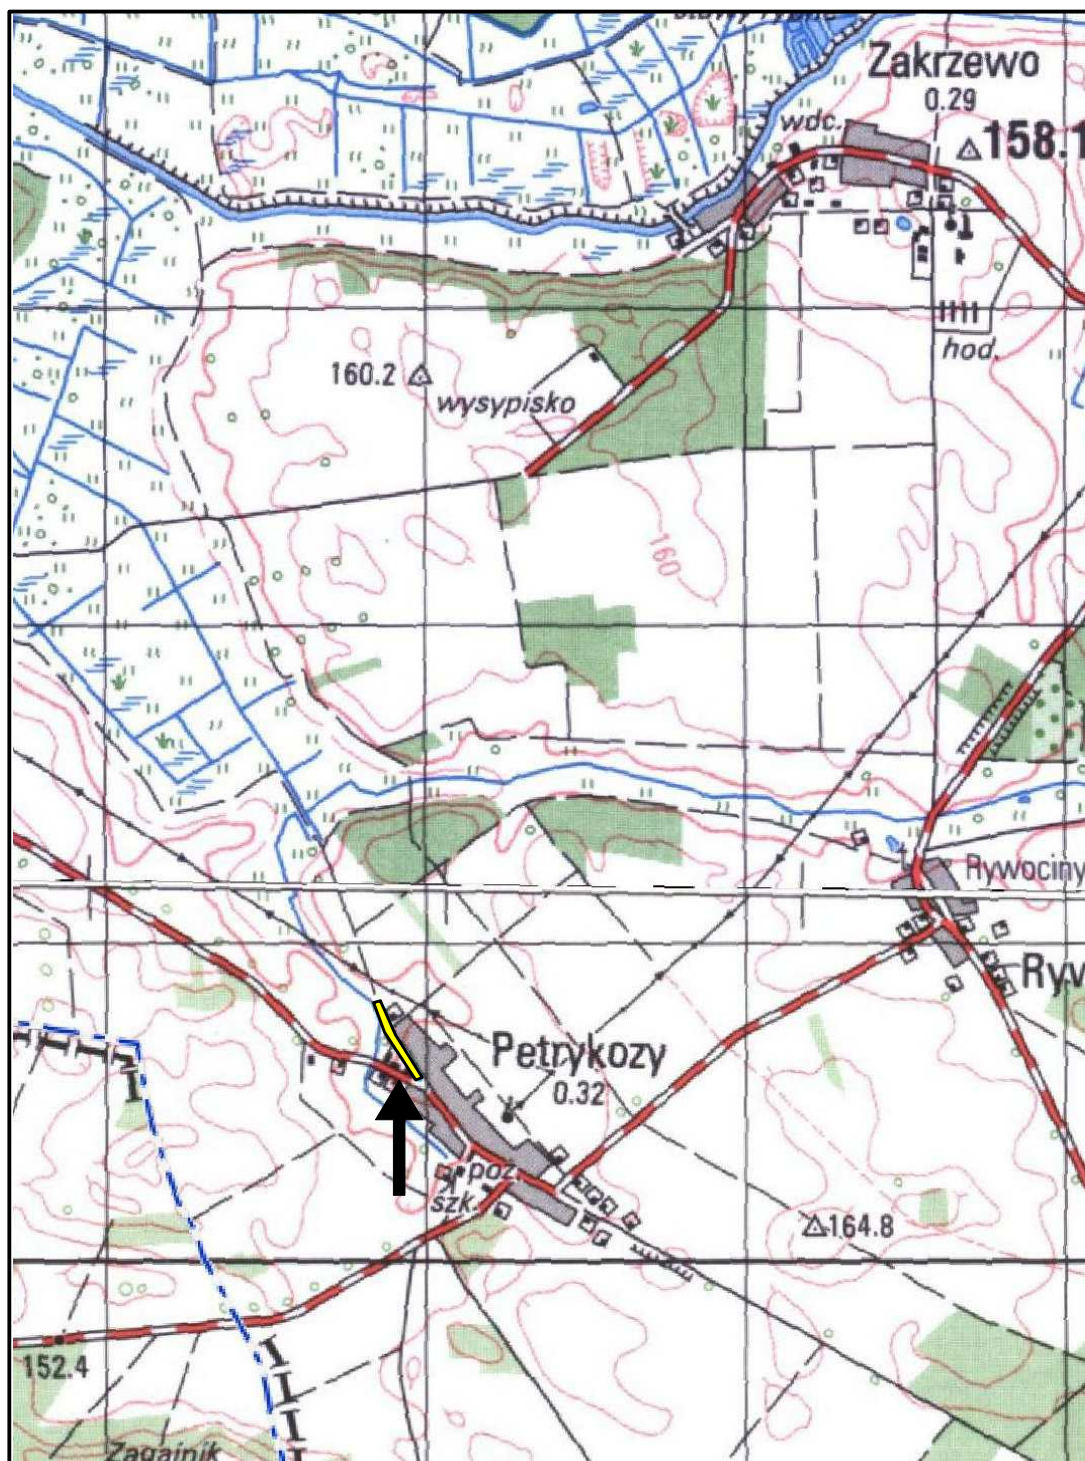 Zakrzewo
0.29
wdc.
158.1
hod.
160.2
wysypisko
160
Rywociny
Ryw
Petrykozy
0.32
poż.
szk.
164.8
152.4
Zagajnik